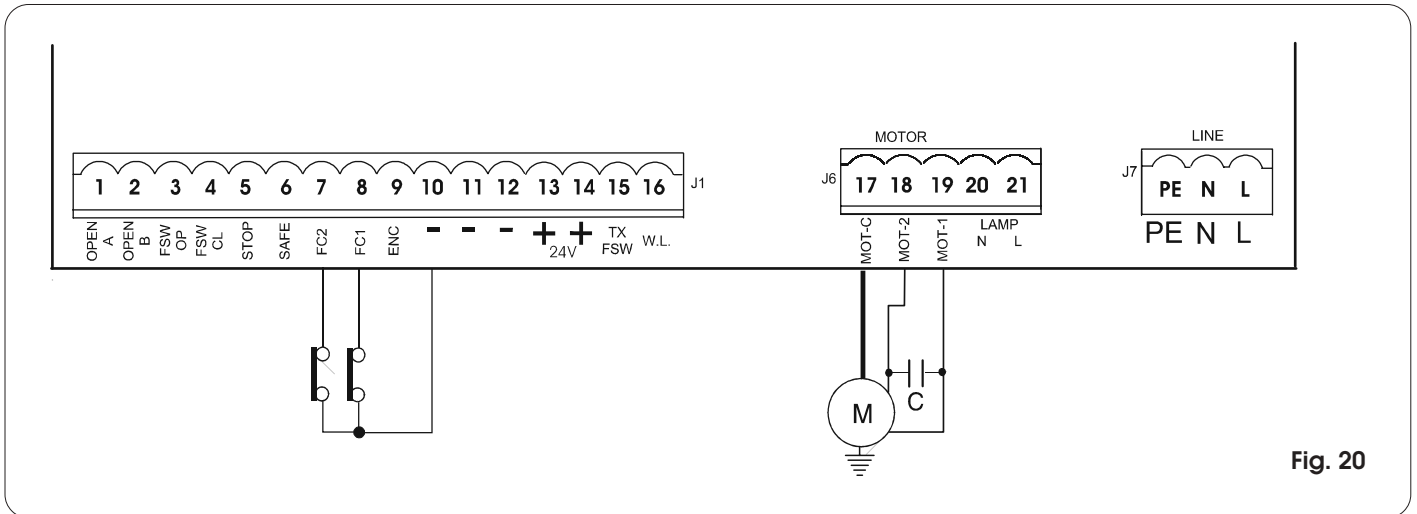 MOTOR
LINE
1 2 3 4 5 6 7 8 9 10 11 12 13 14 15 16
J1
J6
17 18 19 20 21
J7
PE N L
OPEN A
OPEN B
FSW OP
FSW CL
STOP
SAFE
FC2
FC1
ENC
- - - + +
24V
TX
FSW
W.L.
MOT-C
MOT-2
MOT-1
LAMP
N L
PE N L
C
M
Fig. 20